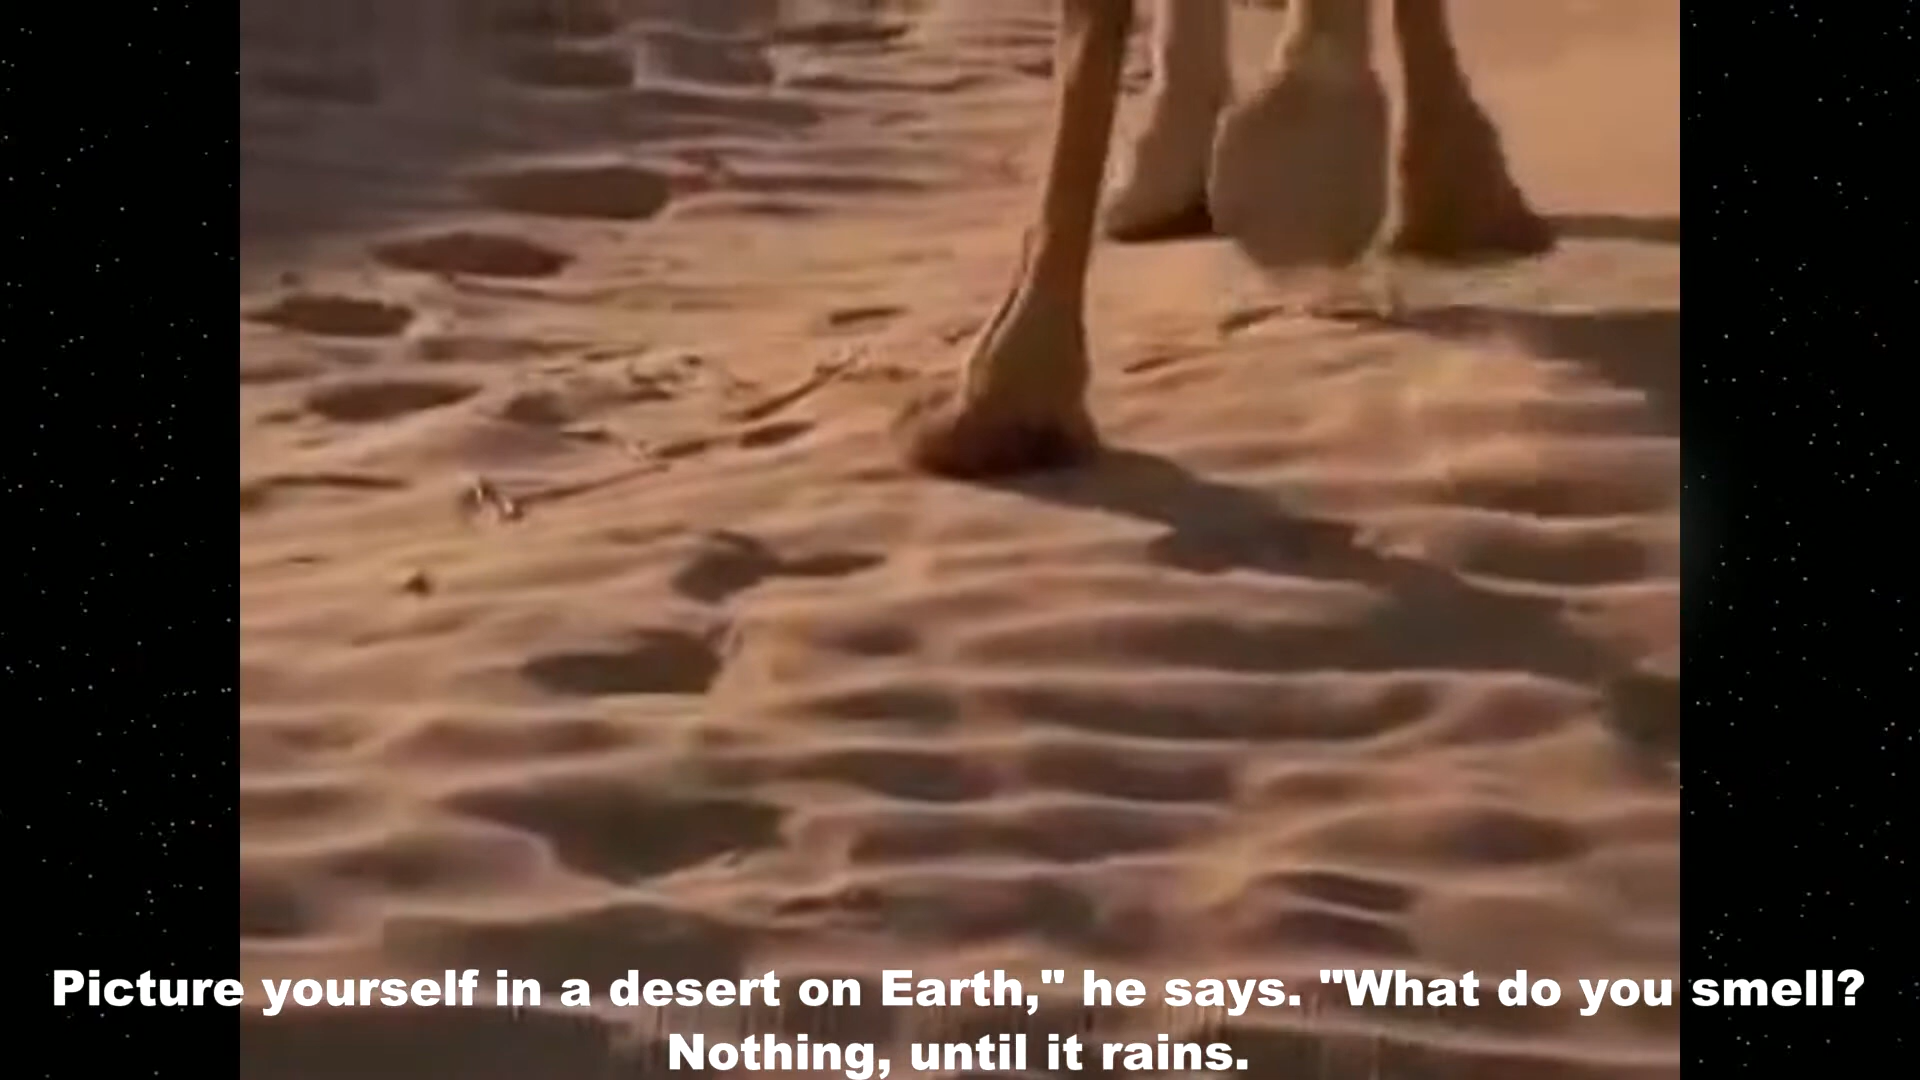 Picture yourself in a desert on Earth," he says. "What do you smell?
Nothing, until it rains.